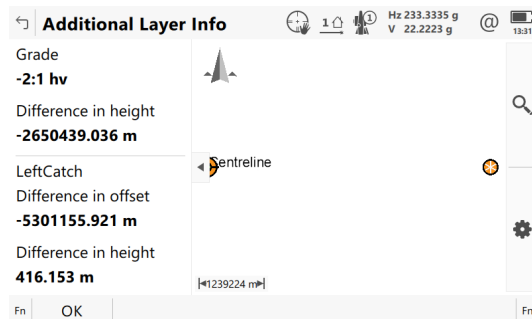 Additional Layer Info
1
1
Hz 233.3335 g
V 22.2223 g
@
13:31
Grade
-2:1 hv
Difference in height
-2650439.036 m
LeftCatch
Difference in offset
-5301155.921 m
Difference in height
416.153 m
Centreline
1239224 m
Fn
OK
Fn